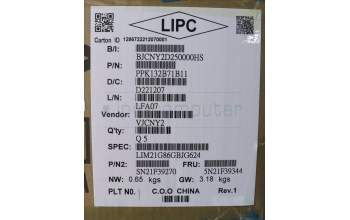 LIPC
Carton ID 1286722212070001
B/I:
BJCNY2D250000HS
P/N:
PPK132B71B11
D/C:
D221207
L/N:
LFA07
Vendor:
VJCNY2
Q'ty:
Q 5
SPEC:
LIM21G86GBJG624
P/N2: FRU:
SN21F39270 5N21F39344
NW: 0.65 kgs GW: 3.18 kgs
PLT NO. C.O.O CHINA Rev.1